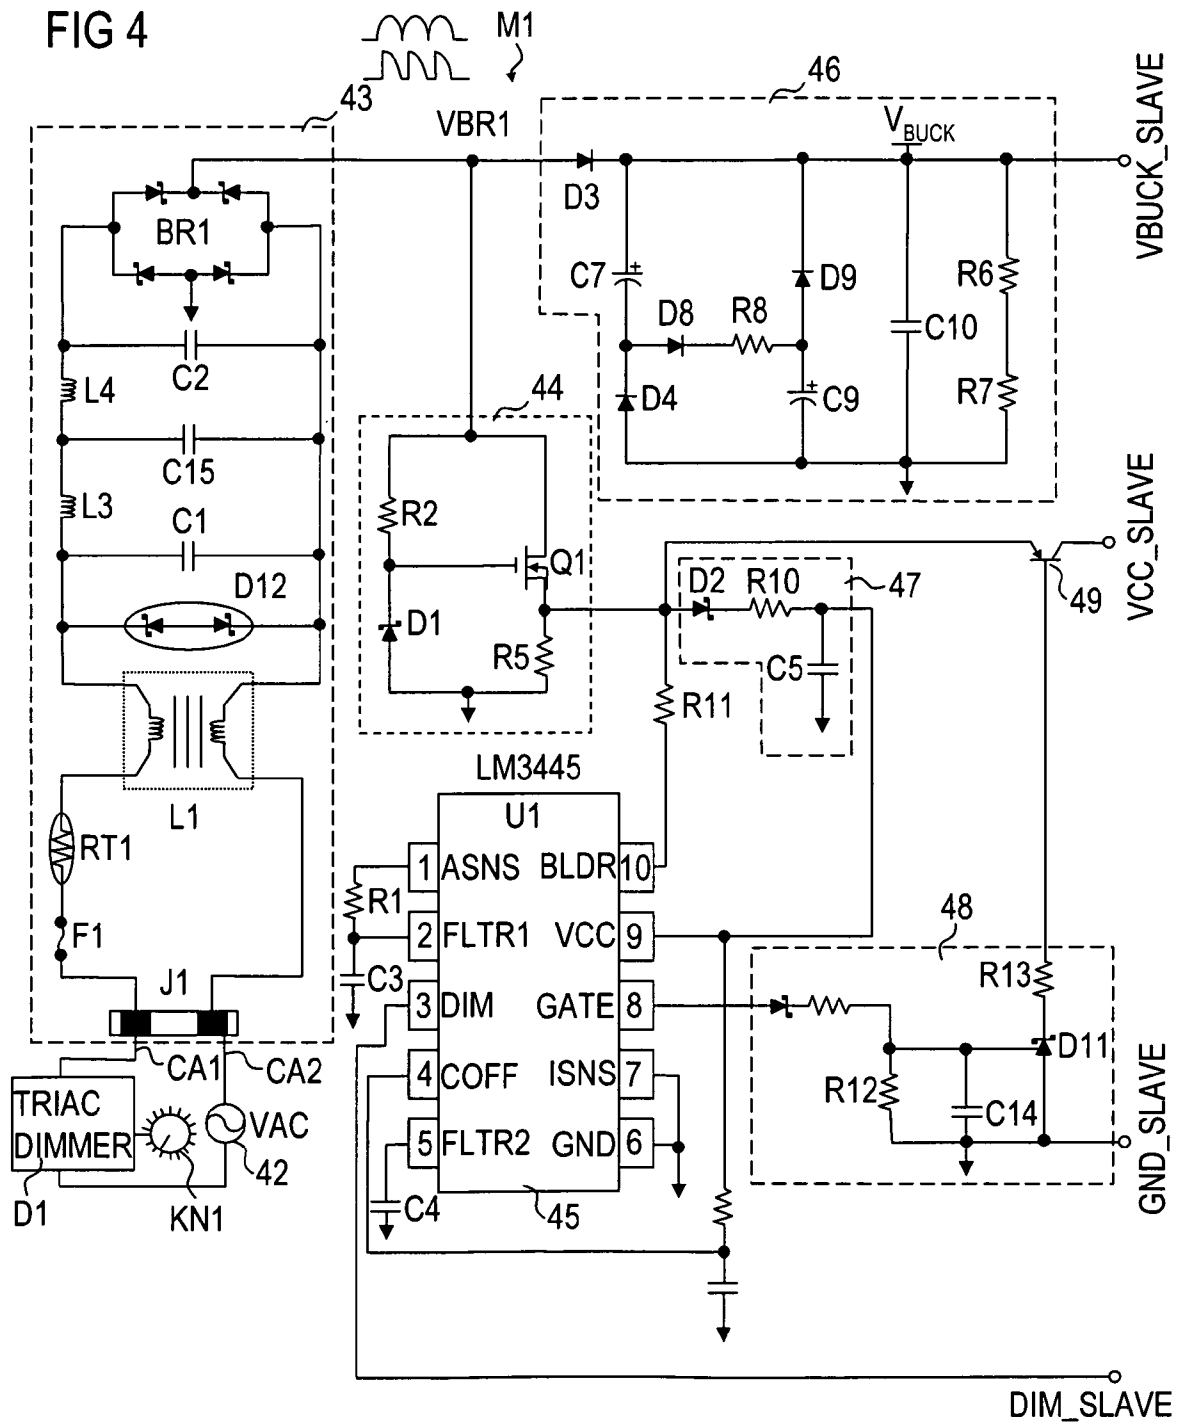 FIG 4
M1
43
46
VBR1
VBUCK
VBUCK_SLAVE
D3
BR1
C7
D9
R6
D8
R8
C10
C2
L4
44
D4
C9
R7
C15
L3
R2
C1
Q1
D12
D2
R10
47
49
VCC_SLAVE
D1
R5
C5
R11
LM3445
L1
U1
RT1
1
ASNS
BLDR
10
R1
F1
2
FLTR1
VCC
9
48
J1
C3
R13
3
DIM
GATE
8
D11
CA1
CA2
4
COFF
ISNS
7
R12
C14
TRIAC
DIMMER
VAC
5
FLTR2
GND
6
42
GND_SLAVE
D1
KN1
C4
45
DIM_SLAVE